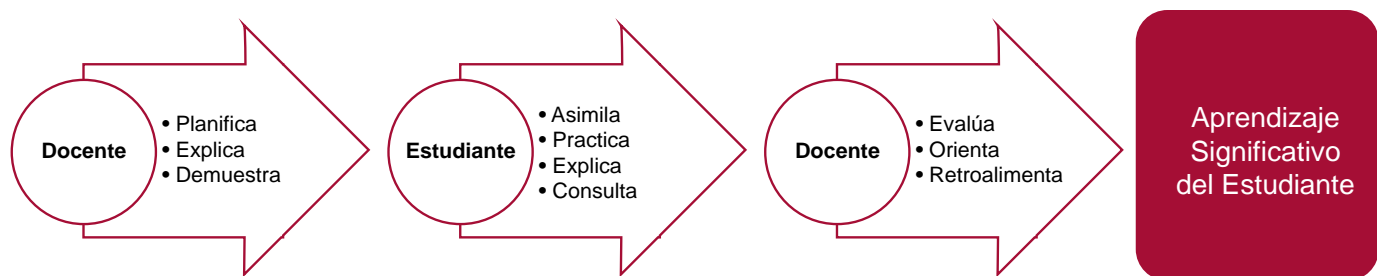 Docente
• Planifica
• Explica
• Demuestra
Estudiante
• Asimila
• Practica
• Explica
• Consulta
Docente
• Evalúa
• Orienta
• Retroalimenta
Aprendizaje
Significativo
del Estudiante